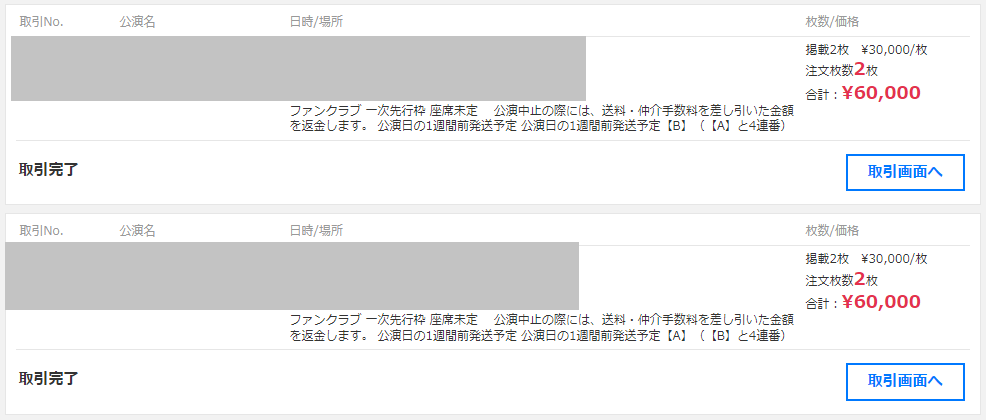 取引No. 公演名 日時/場所 枚数/価格
掲載2枚 ¥30,000/枚
注文枚数2枚
合計：¥60,000
ファンクラブ 一次先行枠 座席未定 公演中止の際には、送料・仲介手数料を差し引いた金額
を返金します。 公演日の1週間前発送予定 公演日の1週間前発送予定【B】（【A】と4連番）
取引完了 取引画面へ
取引No. 公演名 日時/場所 枚数/価格
掲載2枚 ¥30,000/枚
注文枚数2枚
合計：¥60,000
ファンクラブ 一次先行枠 座席未定 公演中止の際には、送料・仲介手数料を差し引いた金額
を返金します。 公演日の1週間前発送予定 公演日の1週間前発送予定【A】（【B】と4連番）
取引完了 取引画面へ